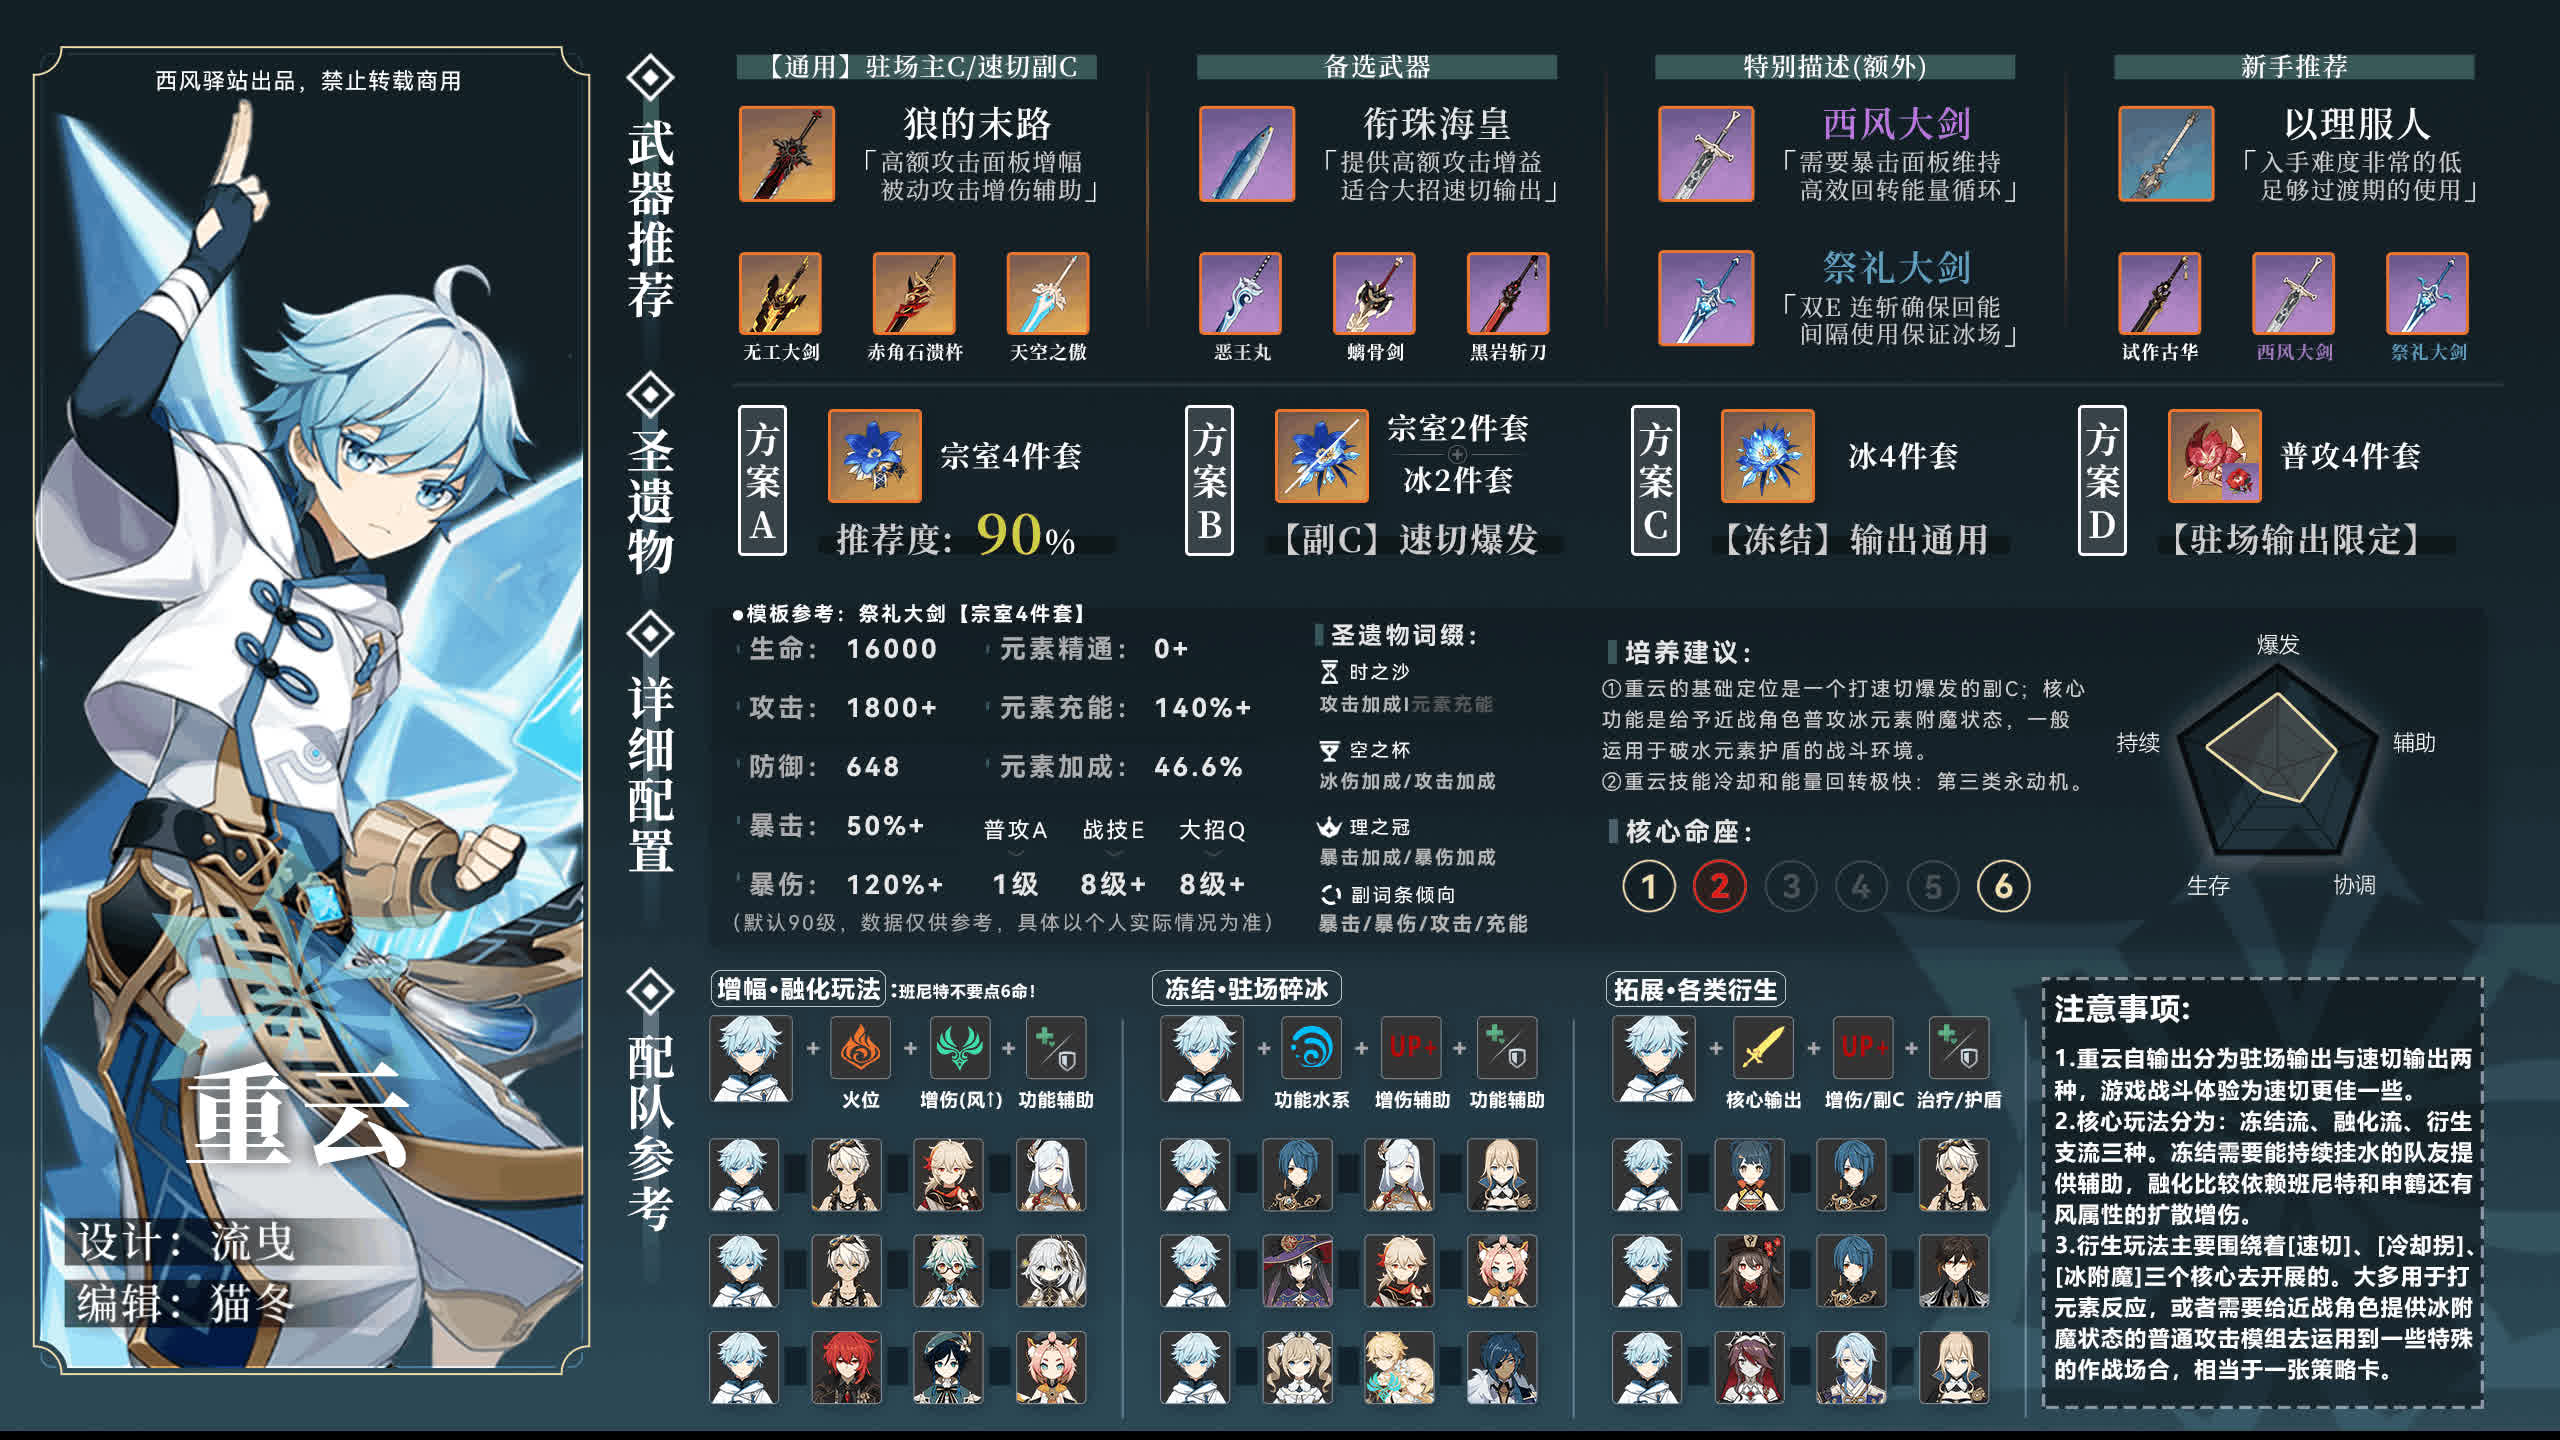 西风驿站出品，禁止转载商用
重云
设计：流曳
编辑：猫冬
武器推荐
【通用】驻场主C/速切副C
狼的末路
「高额攻击面板增幅
被动攻击增伤辅助」
无工大剑
赤角石溃杵
天空之傲
备选武器
衔珠海皇
「提供高额攻击增益
适合大招速切输出」
恶王丸
螭骨剑
黑岩斩刀
特别描述(额外)
西风大剑
「需要暴击面板维持
高效回转能量循环」
祭礼大剑
「双E 连斩确保回能
间隔使用保证冰场」
新手推荐
以理服人
「入手难度非常的低
足够过渡期的使用」
试作古华
西风大剑
祭礼大剑
圣遗物
方案A
宗室4件套
推荐度：90%
方案B
宗室2件套
+
冰2件套
【副C】速切爆发
方案C
冰4件套
【冻结】输出通用
方案D
普攻4件套
【驻场输出限定】
详细配置
●模板参考：祭礼大剑【宗室4件套】
生命：16000
元素精通：0+
攻击：1800+
元素充能：140%+
防御：648
元素加成：46.6%
暴击：50%+
普攻A 战技E 大招Q
暴伤：120%+
1级 8级+ 8级+
（默认90级，数据仅供参考，具体以个人实际情况为准）
圣遗物词缀：
时之沙
攻击加成|元素充能
空之杯
冰伤加成/攻击加成
理之冠
暴击加成/暴伤加成
副词条倾向
暴击/暴伤/攻击/充能
培养建议：
①重云的基础定位是一个打速切爆发的副C；核心
功能是给予近战角色普攻冰元素附魔状态，一般
运用于破水元素护盾的战斗环境。
②重云技能冷却和能量回转极快：第三类永动机。
核心命座：
1 2 3 4 5 6
爆发
持续
辅助
生存
协调
配队参考
增幅·融化玩法：班尼特不要点6命！
+ + +
火位 增伤(风↑) 功能辅助
冻结·驻场碎冰
+ + UP+ +
功能水系 增伤辅助 功能辅助
拓展·各类衍生
+ + UP+ +
核心输出 增伤/副C 治疗/护盾
注意事项：
1.重云自输出分为驻场输出与速切输出两
种，游戏战斗体验为速切更佳一些。
2.核心玩法分为：冻结流、融化流、衍生
支流三种。冻结需要能持续挂水的队友提
供辅助，融化比较依赖班尼特和申鹤还有
风属性的扩散增伤。
3.衍生玩法主要围绕着[速切]、[冷却拐]、
[冰附魔]三个核心去开展的。大多用于打
元素反应，或者需要给近战角色提供冰附
魔状态的普通攻击模组去运用到一些特殊
的作战场合，相当于一张策略卡。